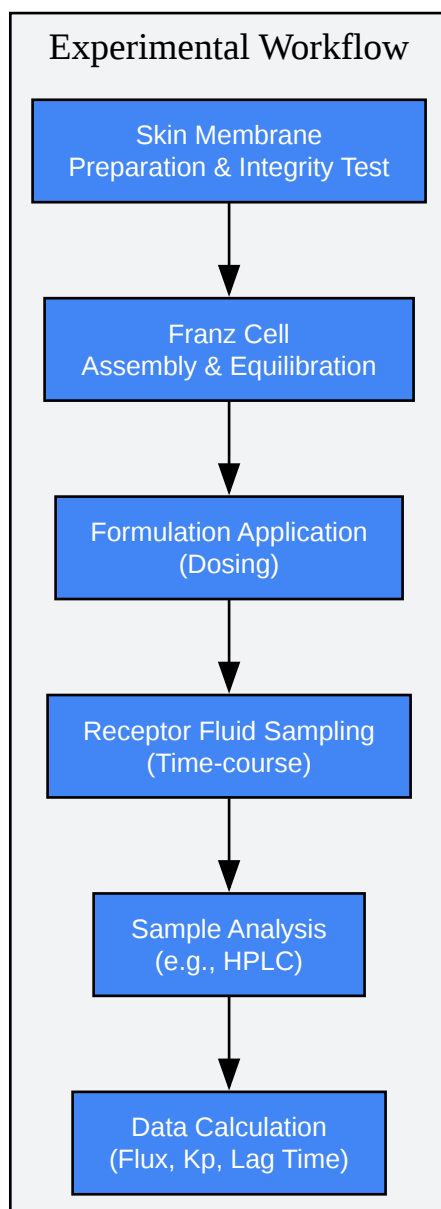 Experimental Workflow
Skin Membrane
Preparation & Integrity Test
Franz Cell
Assembly & Equilibration
Formulation Application
(Dosing)
Receptor Fluid Sampling
(Time-course)
Sample Analysis
(e.g., HPLC)
Data Calculation
(Flux, Kp, Lag Time)